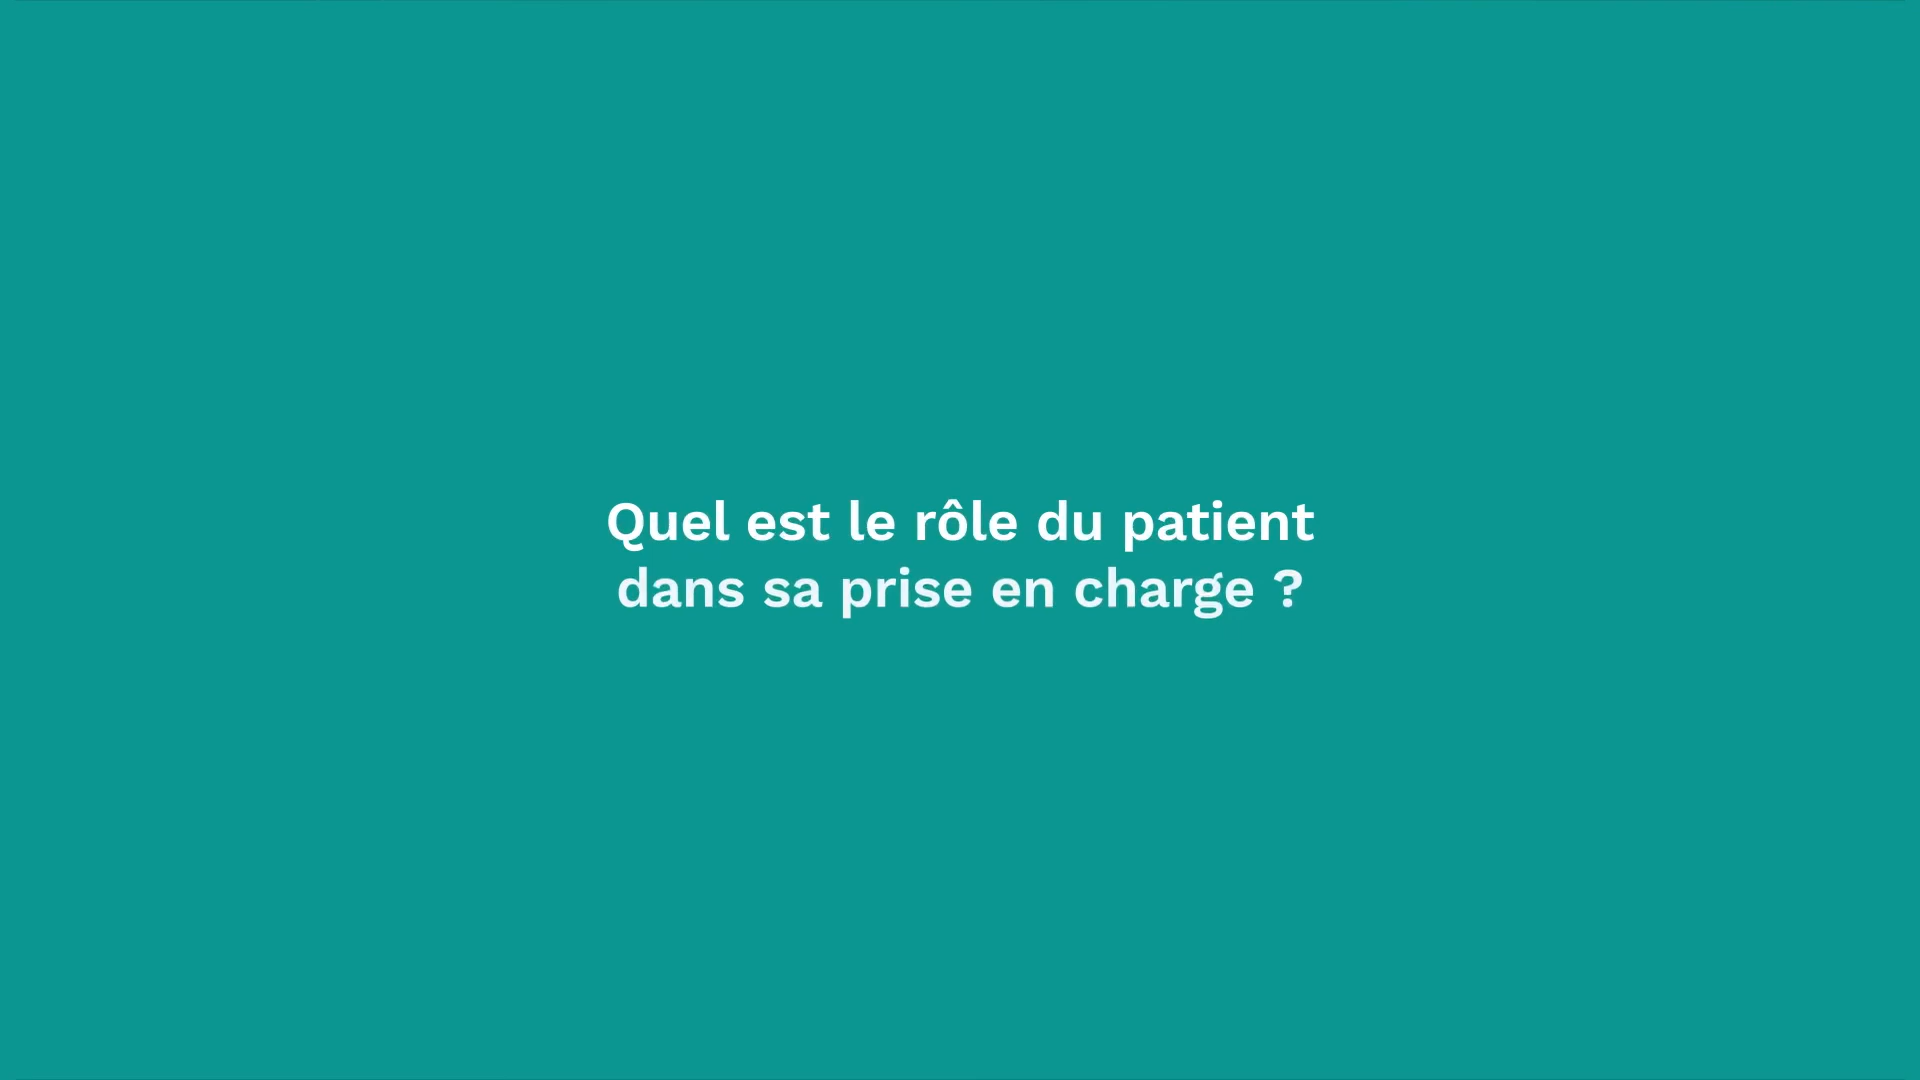 Quel est le rôle du patient
dans sa prise en charge ?